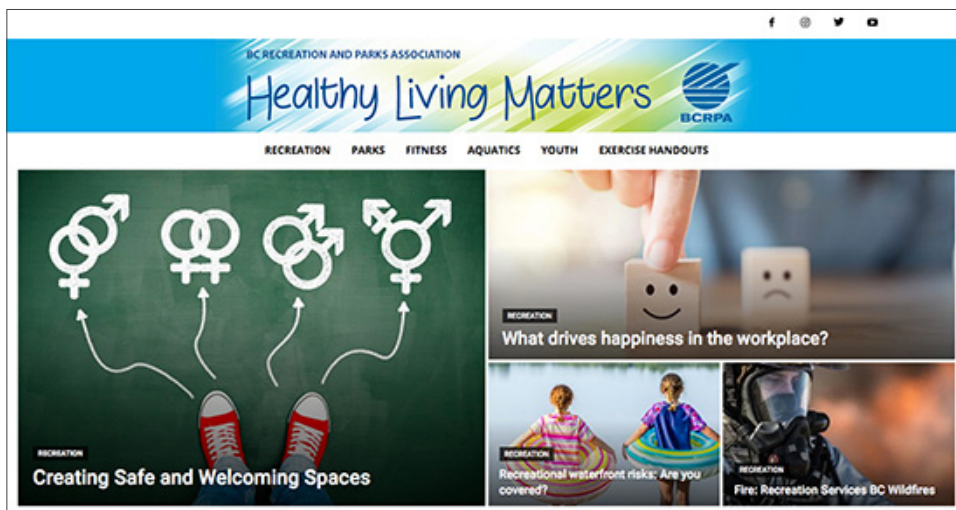 BC RECREATION AND PARKS ASSOCIATION
Healthy Living Matters
BCRPA
RECREATION PARKS FITNESS AQUATICS YOUTH EXERCISE HANDOUTS
RECREATION
Creating Safe and Welcoming Spaces
RECREATION
What drives happiness in the workplace?
RECREATION
Recreational waterfront risks: Are you
covered?
RECREATION
Fire: Recreation Services BC Wildfires